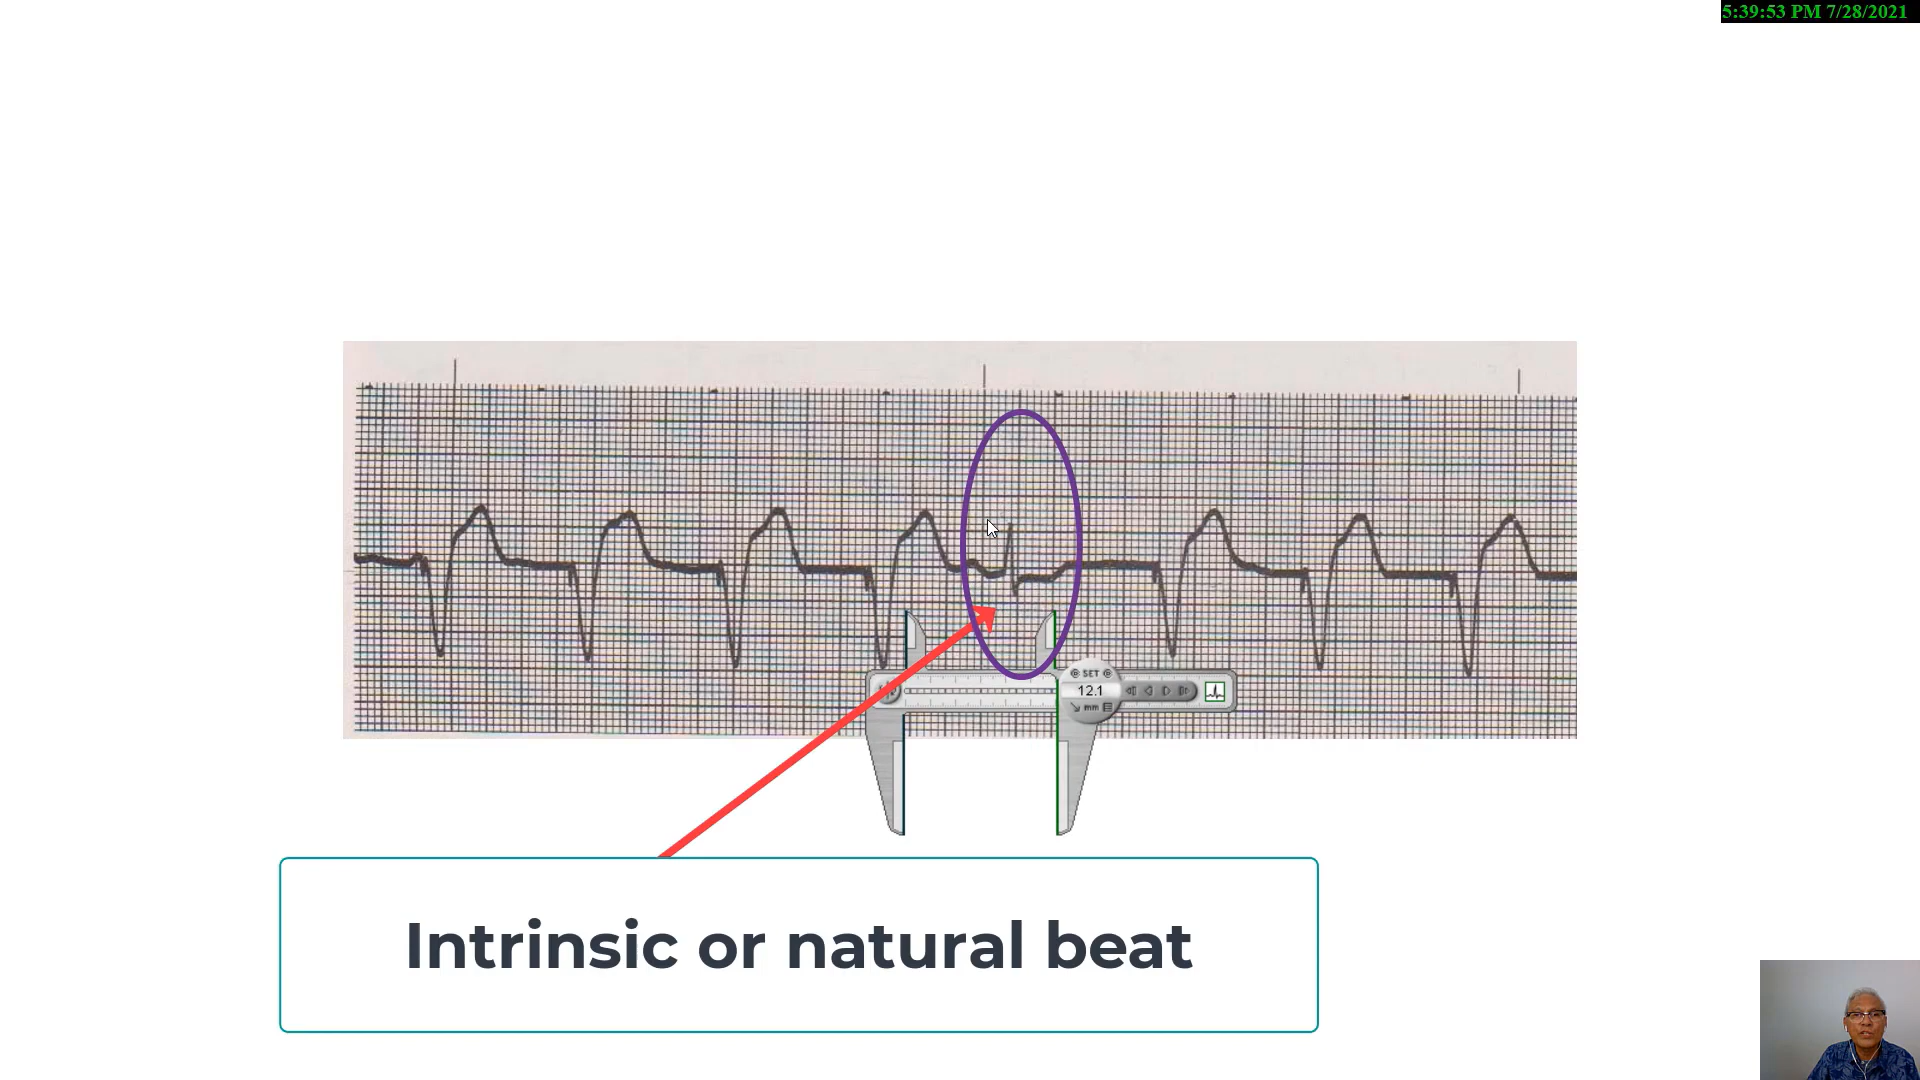 5:39:53 PM 7/28/2021
SET
12.1
mm
Intrinsic or natural beat